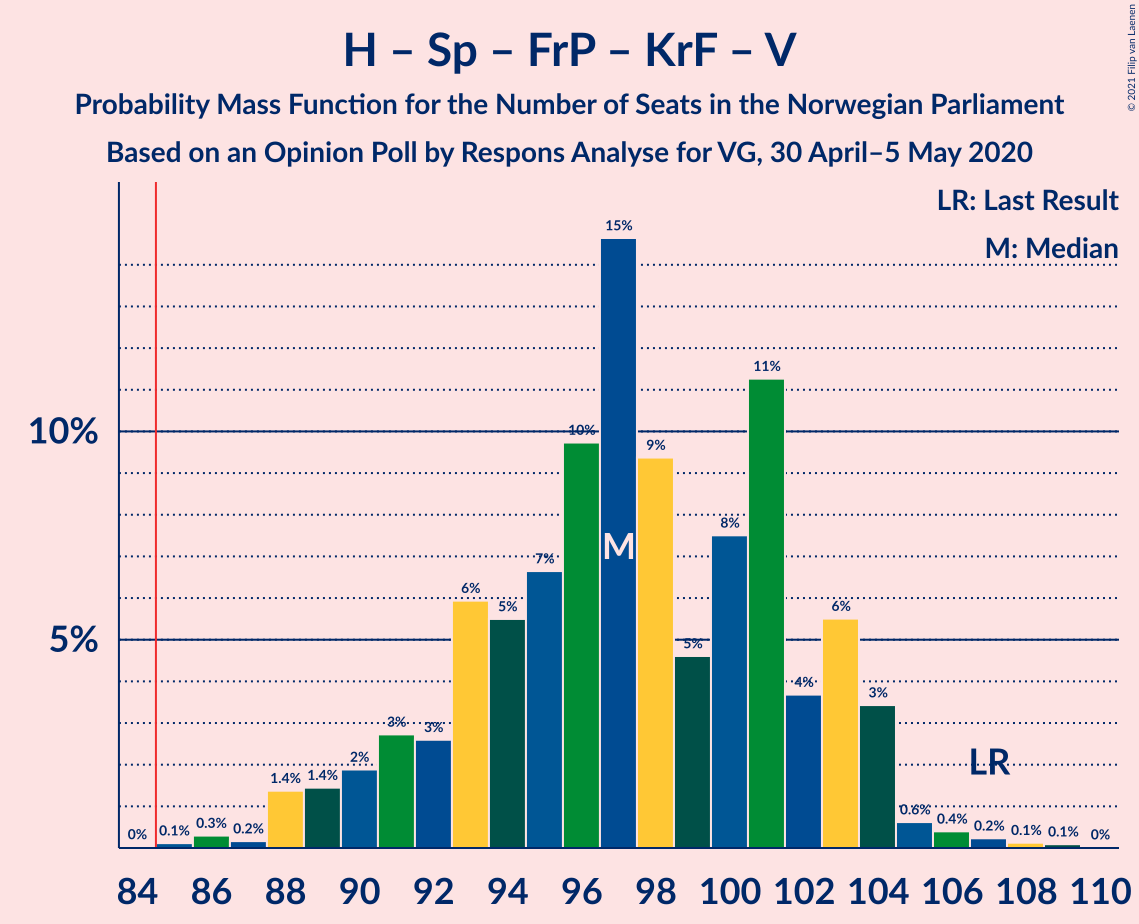 H – Sp – FrP – KrF – V
Probability Mass Function for the Number of Seats in the Norwegian Parliament
Based on an Opinion Poll by Respons Analyse for VG, 30 April–5 May 2020
© 2021 Filip van Laenen
LR: Last Result
M: Median
10%
5%
0% 0.1% 0.3% 0.2% 1.4% 1.4% 2% 3% 3% 6% 5% 7% 10% 15% 9% 5% 8% 11% 4% 6% 3% 0.6% 0.4% 0.2% 0.1% 0.1% 0%
M
LR
84 86 88 90 92 94 96 98 100 102 104 106 108 110